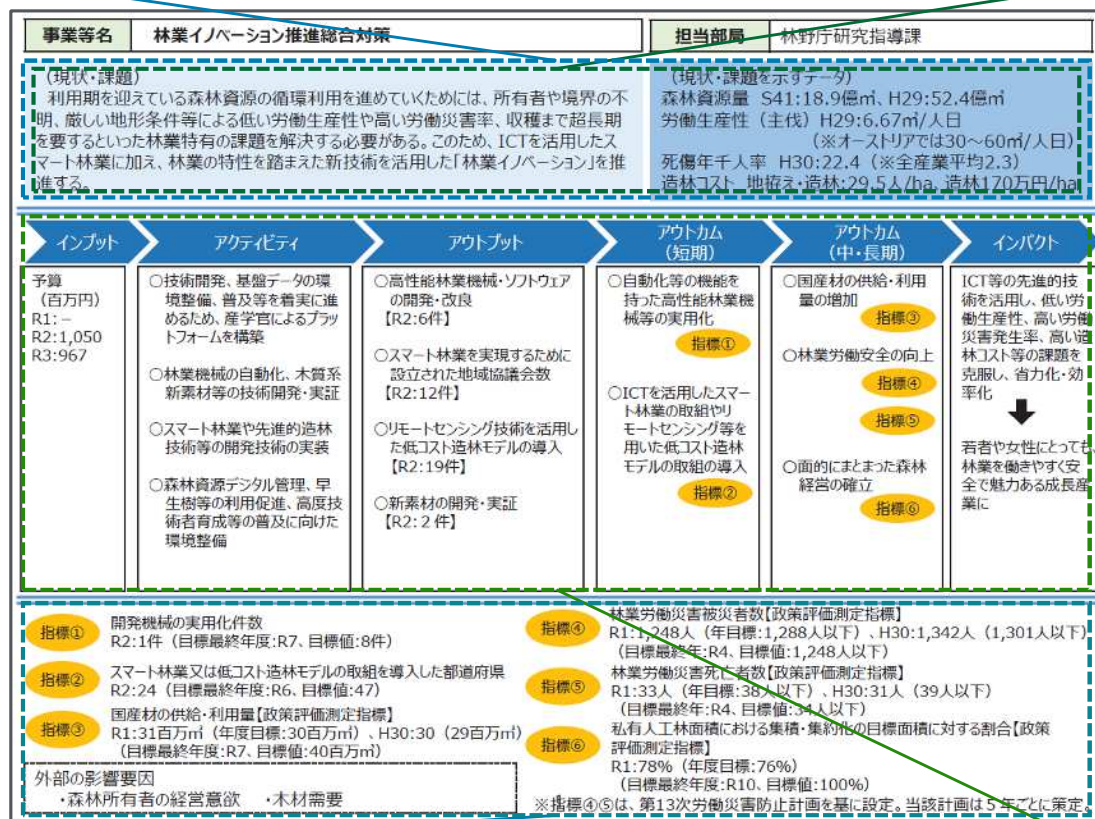 事業等名
林業イノベーション推進総合対策
担当部局
林野庁研究指導課
（現状・課題）
利用期を迎えている森林資源の循環利用を進めていくためには、所有者や境界の不
明、厳しい地形条件等による低い労働生産性や高い労働災害率、収穫まで超長期
を要するといった林業特有の課題を解決する必要がある。このため、ICTを活用したス
マート林業に加え、林業の特性を踏まえた新技術を活用した「林業イノベーション」を推
進する。
（現状・課題を示すデータ）
森林資源量 S41:18.9億㎥、H29:52.4億㎥
労働生産性（主伐）H29:6.67㎥/人日
（※オーストリアでは30～60㎥/人日）
死傷年千人率 H30:22.4（※全産業平均2.3）
造林コスト 地拵え・造林:29.5人/ha、造林170万円/ha
インプット
予算
（百万円）
R1:－
R2:1,050
R3:967
アクティビティ
○技術開発、基盤データの環
境整備、普及等を着実に進
めるため、産学官によるプラッ
トフォームを構築
○林業機械の自動化、木質系
新素材等の技術開発・実証
○スマート林業や先進的造林
技術等の開発技術の実装
○森林資源デジタル管理、早
生樹等の利用促進、高度技
術者育成等の普及に向けた
環境整備
アウトプット
○高性能林業機械・ソフトウェア
の開発・改良
【R2:6件】
○スマート林業を実現するために
設立された地域協議会数
【R2:12件】
○リモートセンシング技術を活用し
た低コスト造林モデルの導入
【R2:19件】
○新素材の開発・実証
【R2:２件】
アウトカム
（短期）
○自動化等の機能を
持った高性能林業機
械等の実用化
指標①
○ICTを活用したスマー
ト林業の取組やリ
モートセンシング等を
用いた低コスト造林
モデルの取組の導入
指標②
アウトカム
（中・長期）
○国産材の供給・利用
量の増加
指標③
○林業労働安全の向上
指標④
指標⑤
○面的にまとまった森林
経営の確立
指標⑥
インパクト
ICT等の先進的技
術を活用し、低い労
働生産性、高い労働
災害発生率、高い造
林コスト等の課題を
克服し、省力化・効
率化
若者や女性にとっても、
林業を働きやすく安
全で魅力ある成長産
業に
指標①
開発機械の実用化件数
R2:1件（目標最終年度:R7、目標値:8件）
指標②
スマート林業又は低コスト造林モデルの取組を導入した都道府県
R2:24（目標最終年度:R6、目標値:47）
指標③
国産材の供給・利用量【政策評価測定指標】
R1:31百万㎥（年度目標:30百万㎥）、H30:30（29百万㎥）
（目標最終年度:R7、目標値:40百万㎥）
外部の影響要因
・森林所有者の経営意欲 ・木材需要
指標④
林業労働災害被災者数【政策評価測定指標】
R1:1,248人（年目標:1,288人以下）、H30:1,342人（1,301人以下）
（目標最終年:R4、目標値:1,248人以下）
指標⑤
林業労働災害死亡者数【政策評価測定指標】
R1:33人（年目標:38人以下）、H30:31人（39人以下）
（目標最終年:R4、目標値:34人以下）
指標⑥
私有人工林面積における集積・集約化の目標面積に対する割合【政策
評価測定指標】
R1:78%（年度目標:76%）
（目標最終年度:R10、目標値:100%）
※指標④⑤は、第13次労働災害防止計画を基に設定。当該計画は５年ごとに策定。